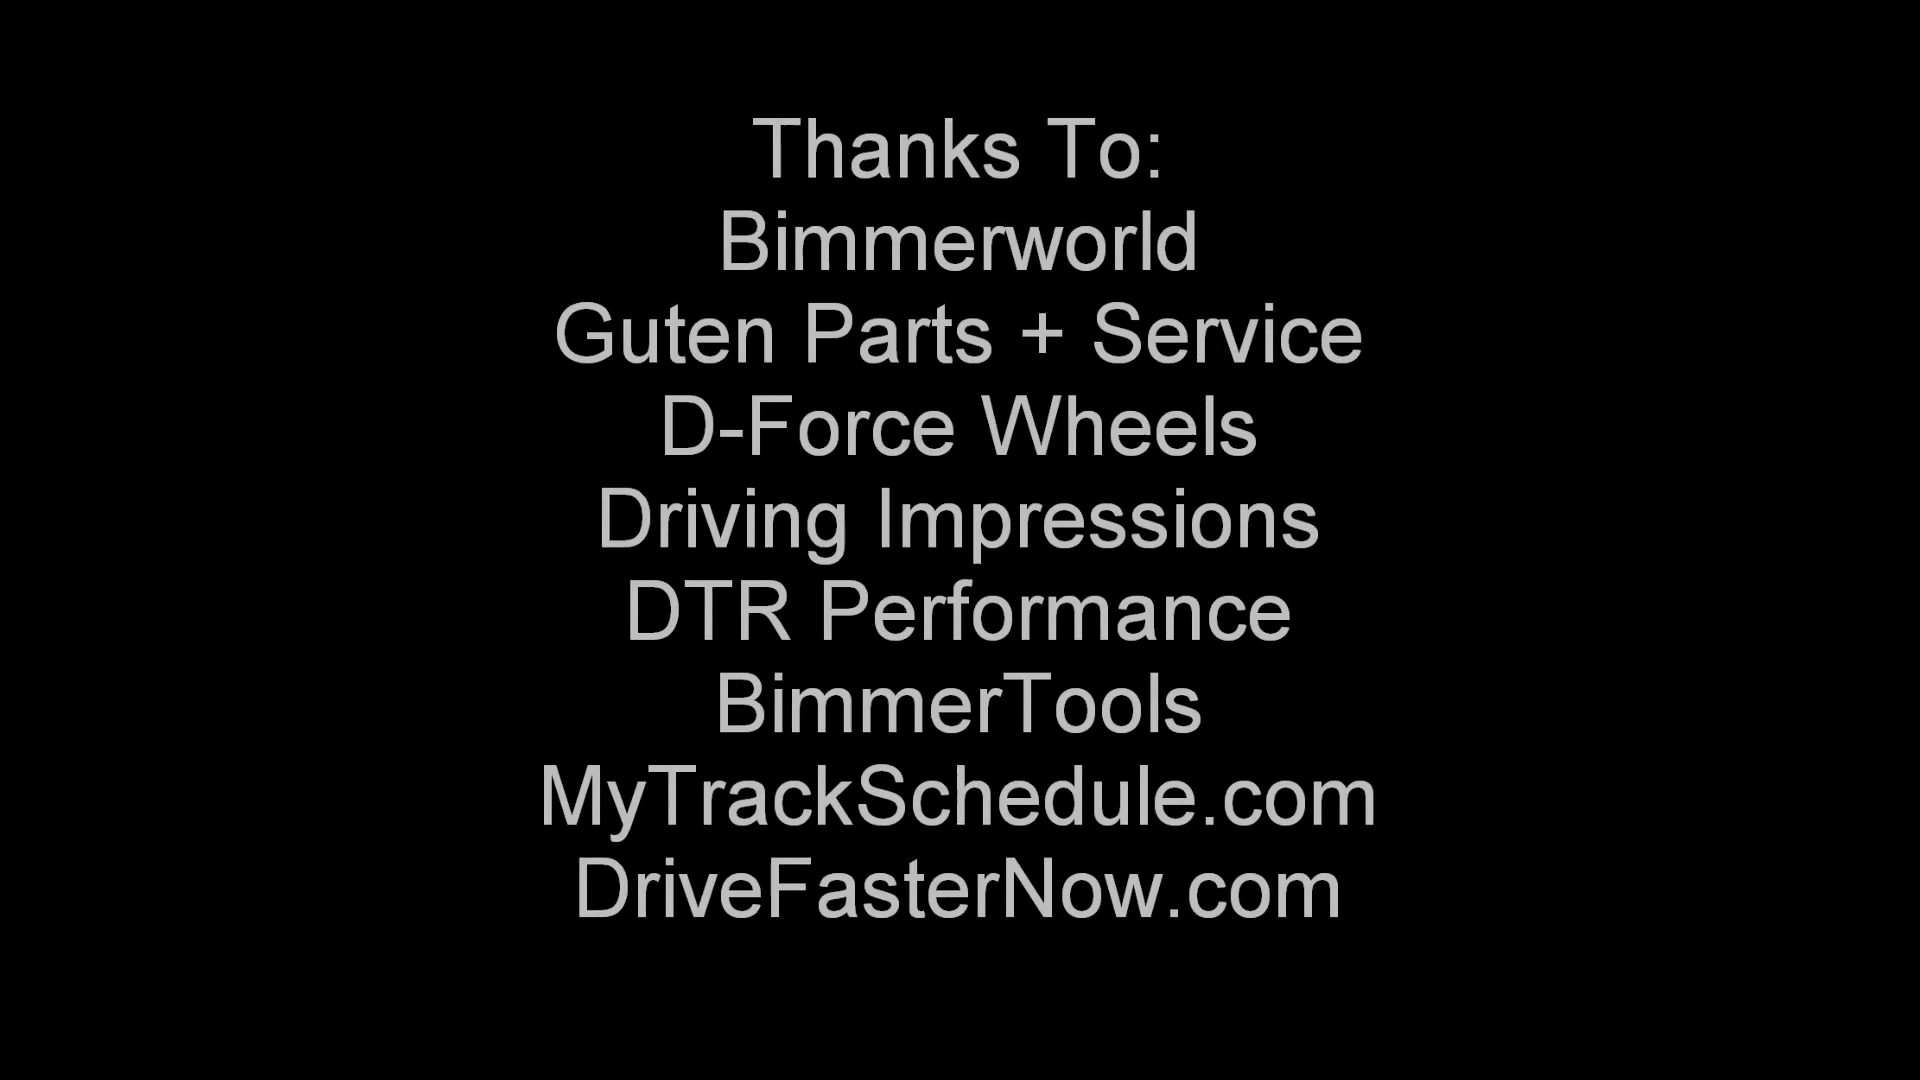 Thanks To:
Bimmerworld
Guten Parts + Service
D-Force Wheels
Driving Impressions
DTR Performance
BimmerTools
MyTrackSchedule.com
DriveFasterNow.com